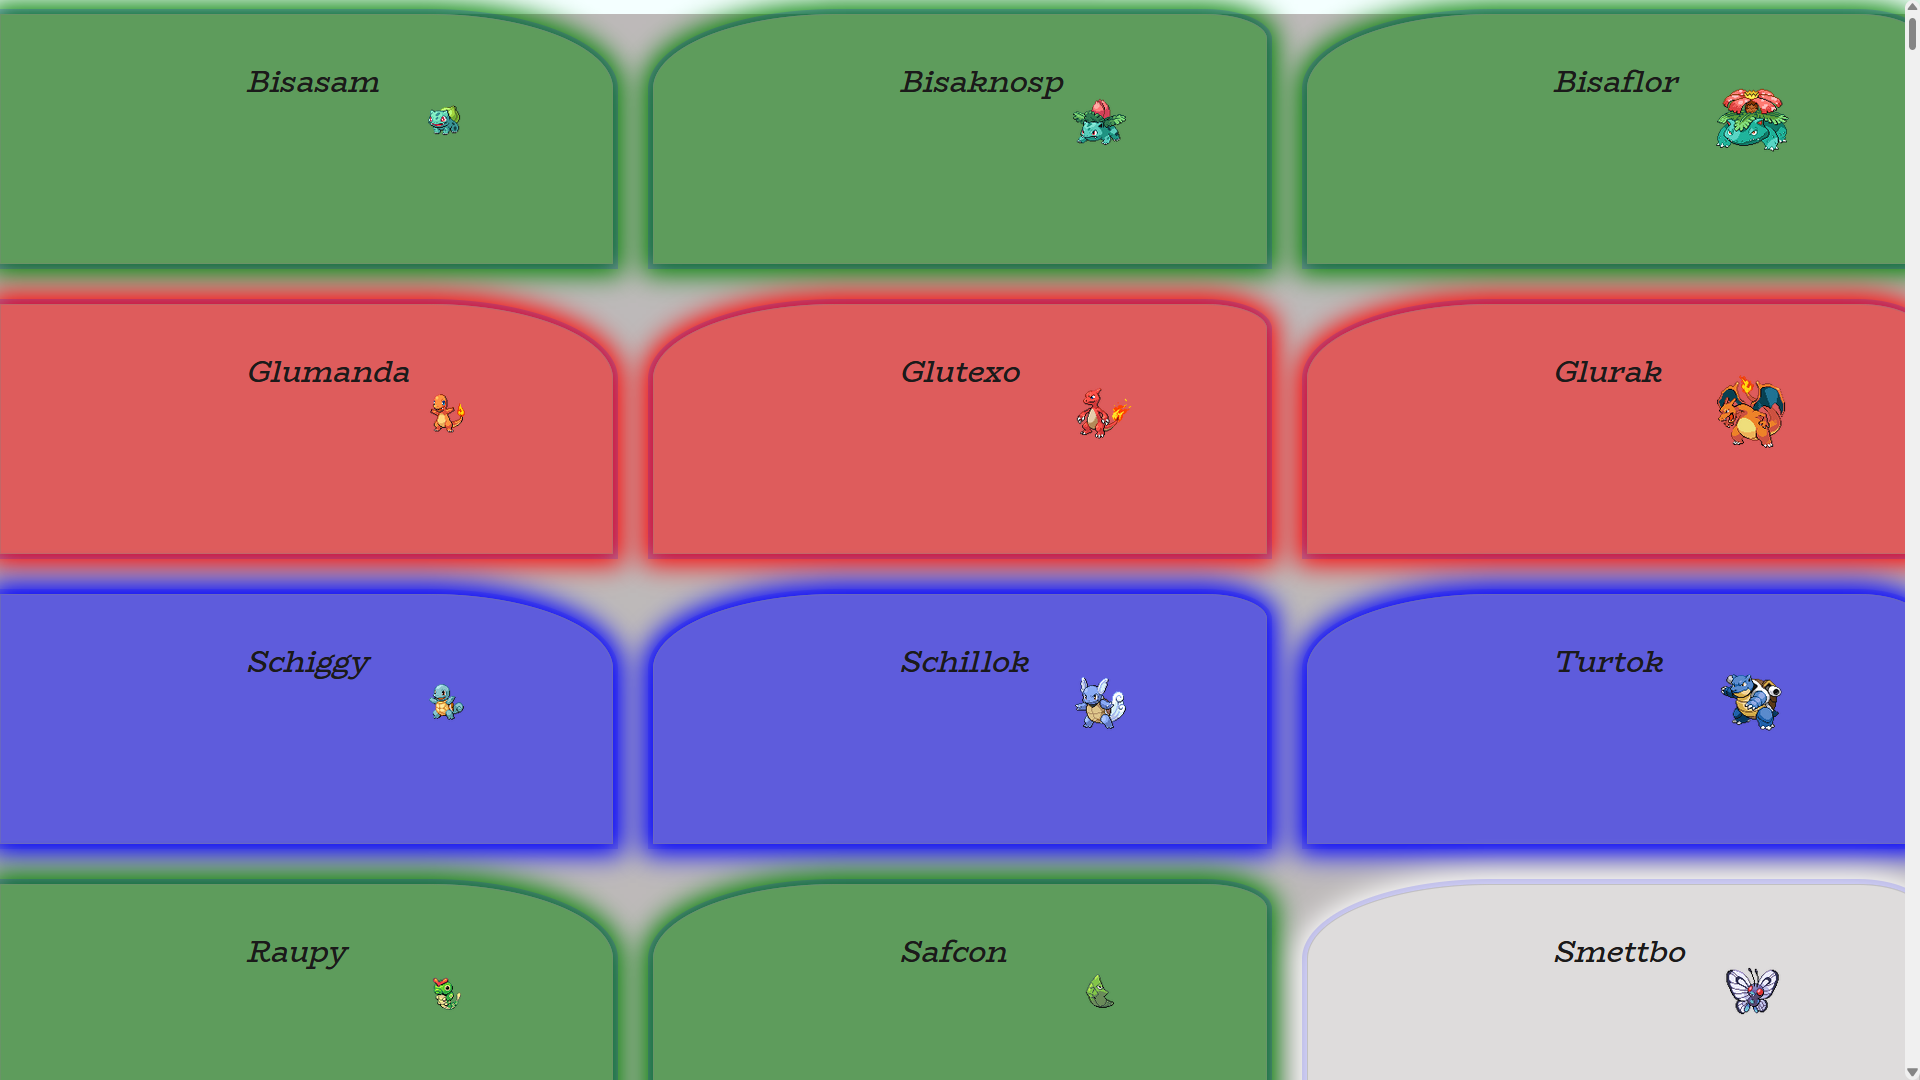 Bisasam
Bisaknosp
Bisaflor
Glumanda
Glutexo
Glurak
Schiggy
Schillok
Turtok
Raupy
Safcon
Smettbo